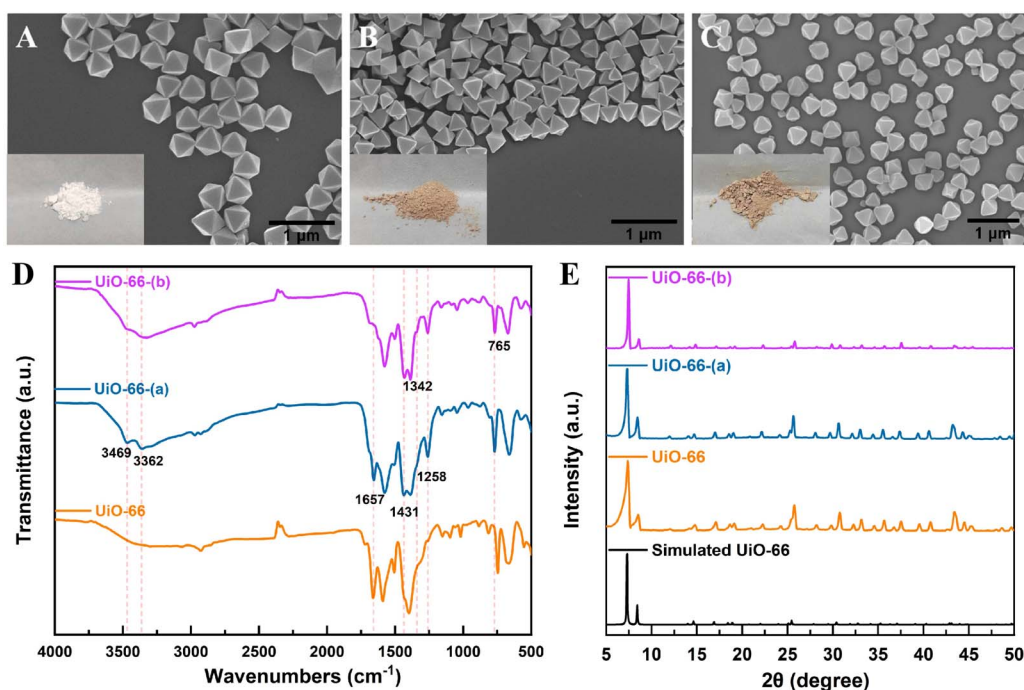 A
1 μm
B
1 μm
C
1 μm
D
UiO-66-(b)
765
1342
UiO-66-(a)
3469
3362
1258
1657
1431
UiO-66
Transmittance (a.u.)
4000 3500 3000 2500 2000 1500 1000 500
Wavenumbers (cm⁻¹)
E
UiO-66-(b)
UiO-66-(a)
UiO-66
Simulated UiO-66
Intensity (a.u.)
5 10 15 20 25 30 35 40 45 50
2θ (degree)